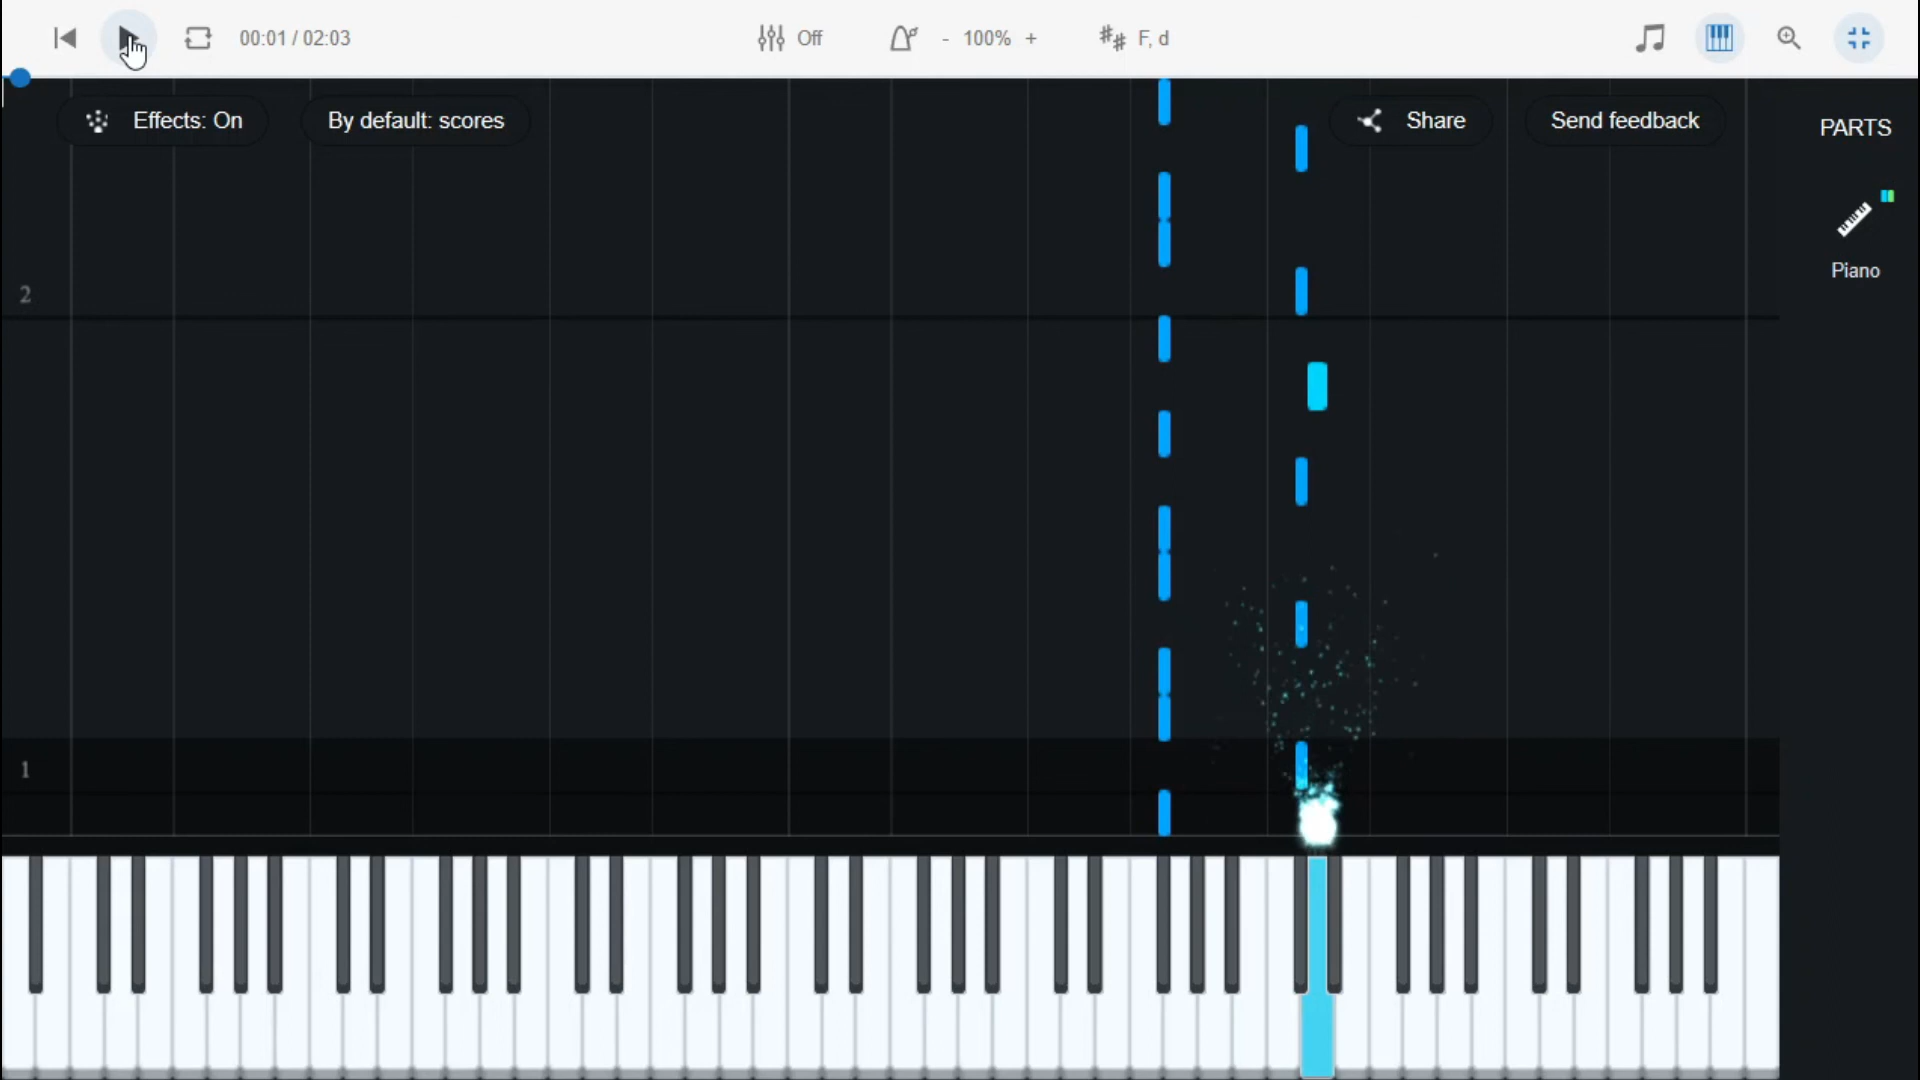 00:01 / 02:03
Off
- 100% +
F, d
Effects: On
By default: scores
Share
Send feedback
PARTS
Piano
2
1